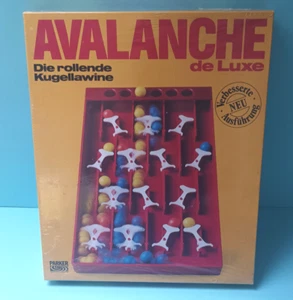 AVALANCHE
de Luxe
Die rollende
Kugellawine
Verbesserte
NEU
Ausführung
PARKER